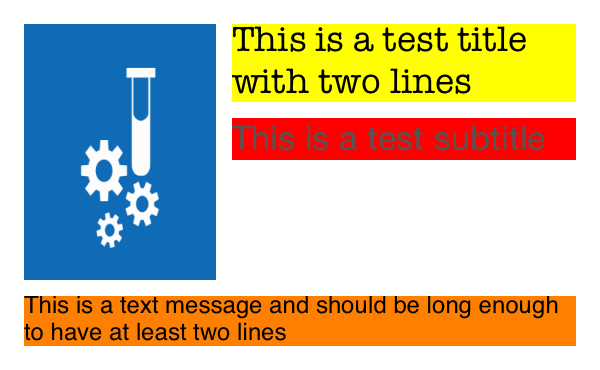 This is a test title
with two lines
This is a test subtitle
This is a text message and should be long enough
to have at least two lines